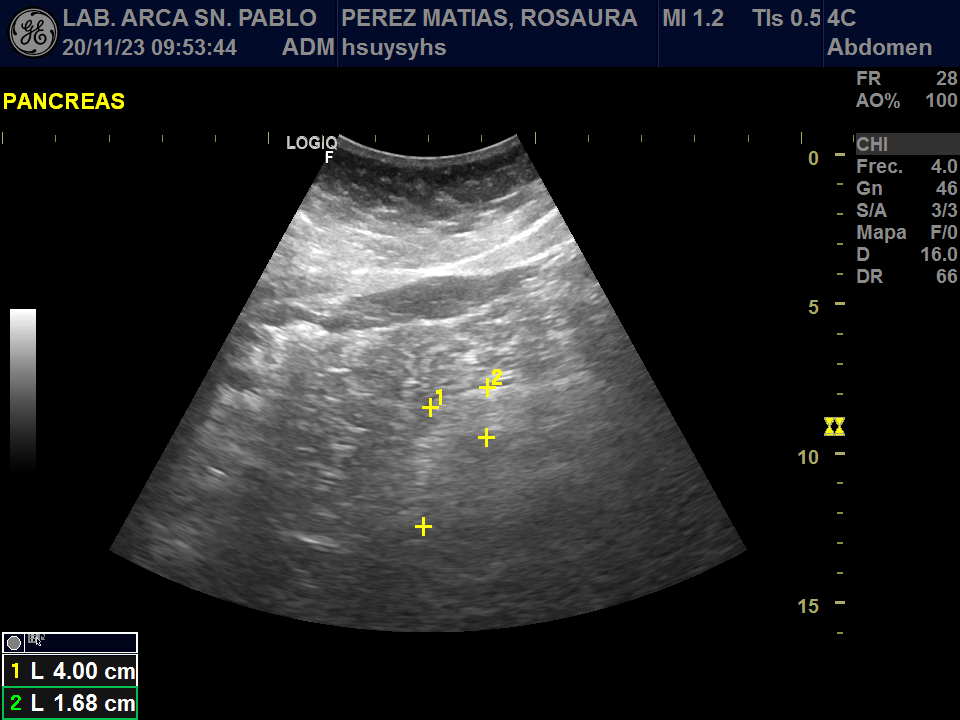 LAB. ARCA SN. PABLO
20/11/23 09:53:44 ADM
PEREZ MATIAS, ROSAURA
hsuysyhs
MI 1.2 TIs 0.5
4C
Abdomen
PANCREAS
FR 28
AO% 100
CHI
Frec. 4.0
Gn 46
S/A 3/3
Mapa F/0
D 16.0
DR 66
LOGIQ
F
0
5
10
15
1
2
1 L 4.00 cm
2 L 1.68 cm